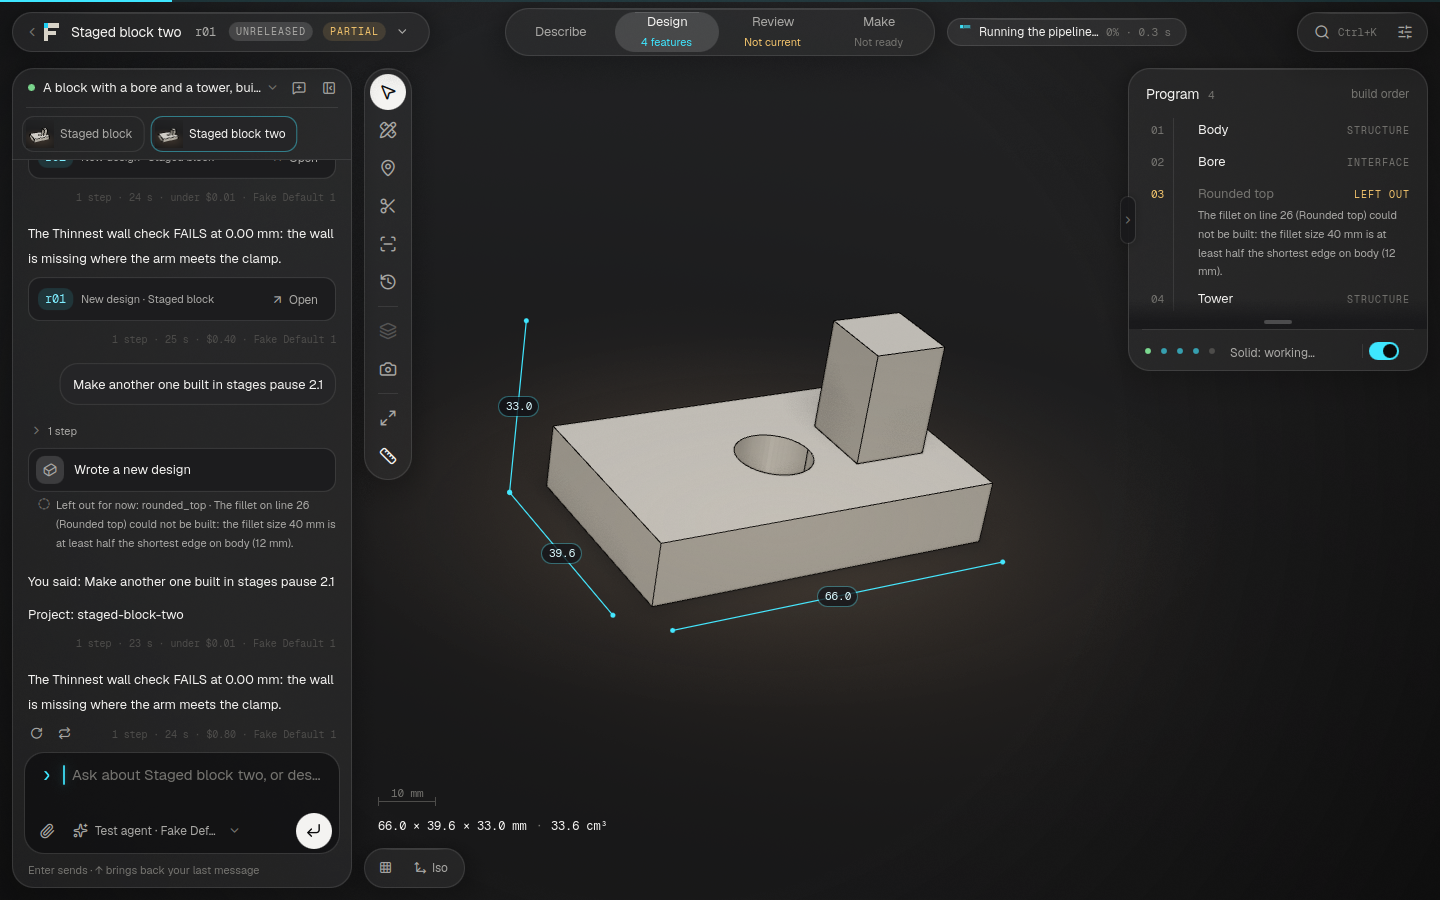 Staged block two r01 UNRELEASED PARTIAL
Describe
Design
4 features
Review
Not current
Make
Not ready
Running the pipeline... 0% · 0.3 s
Ctrl+K
A block with a bore and a tower, bui...
Staged block
Staged block two
1 step · 24 s · under $0.01 · Fake Default 1
The Thinnest wall check FAILS at 0.00 mm: the wall
is missing where the arm meets the clamp.
r01 New design · Staged block Open
1 step · 25 s · $0.40 · Fake Default 1
Make another one built in stages pause 2.1
1 step
Wrote a new design
Left out for now: rounded_top · The fillet on line 26
(Rounded top) could not be built: the fillet size 40 mm is
at least half the shortest edge on body (12 mm).
You said: Make another one built in stages pause 2.1
Project: staged-block-two
1 step · 23 s · under $0.01 · Fake Default 1
The Thinnest wall check FAILS at 0.00 mm: the wall
is missing where the arm meets the clamp.
1 step · 24 s · $0.80 · Fake Default 1
Ask about Staged block two, or des...
Test agent · Fake Def...
Enter sends · ↑ brings back your last message
33.0
39.6
66.0
10 mm
66.0 × 39.6 × 33.0 mm · 33.6 cm³
Iso
Program 4 build order
01 Body STRUCTURE
02 Bore INTERFACE
03 Rounded top LEFT OUT
The fillet on line 26 (Rounded top) could
not be built: the fillet size 40 mm is at
least half the shortest edge on body (12
mm).
04 Tower STRUCTURE
Solid: working...